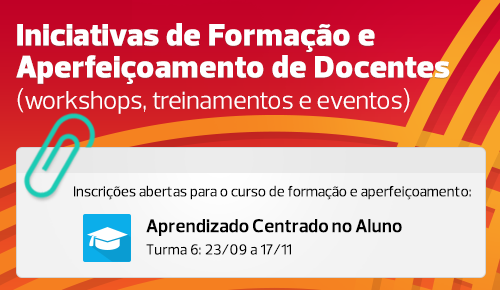 Iniciativas de Formação e
Aperfeiçoamento de Docentes
(workshops, treinamentos e eventos)
Inscrições abertas para o curso de formação e aperfeiçoamento:
Aprendizado Centrado no Aluno
Turma 6: 23/09 a 17/11